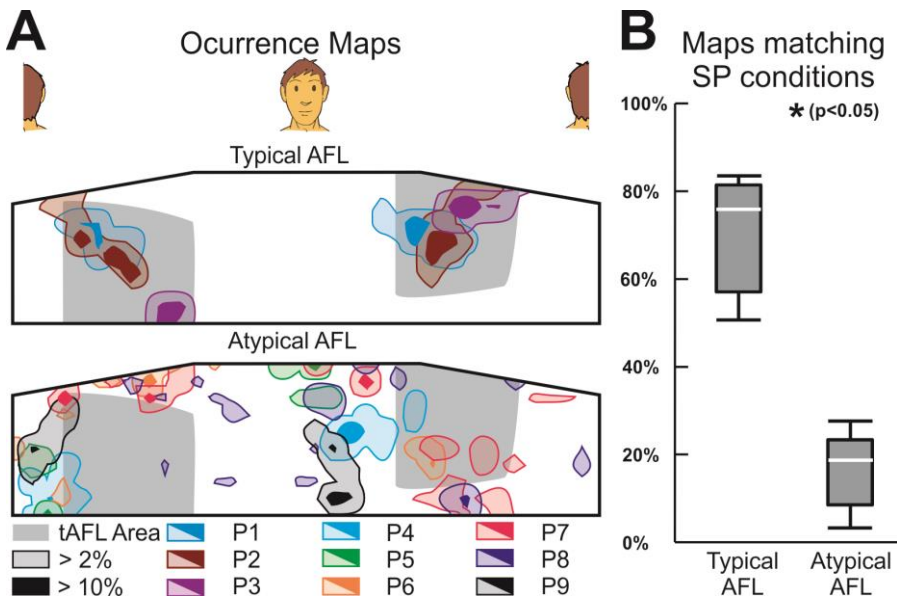 A
Ocurrence Maps
Typical AFL
Atypical AFL
tAFL Area
> 2%
> 10%
P1
P2
P3
P4
P5
P6
P7
P8
P9
B
Maps matching
SP conditions
* (p<0.05)
100%
80%
60%
40%
20%
0%
Typical
AFL
Atypical
AFL